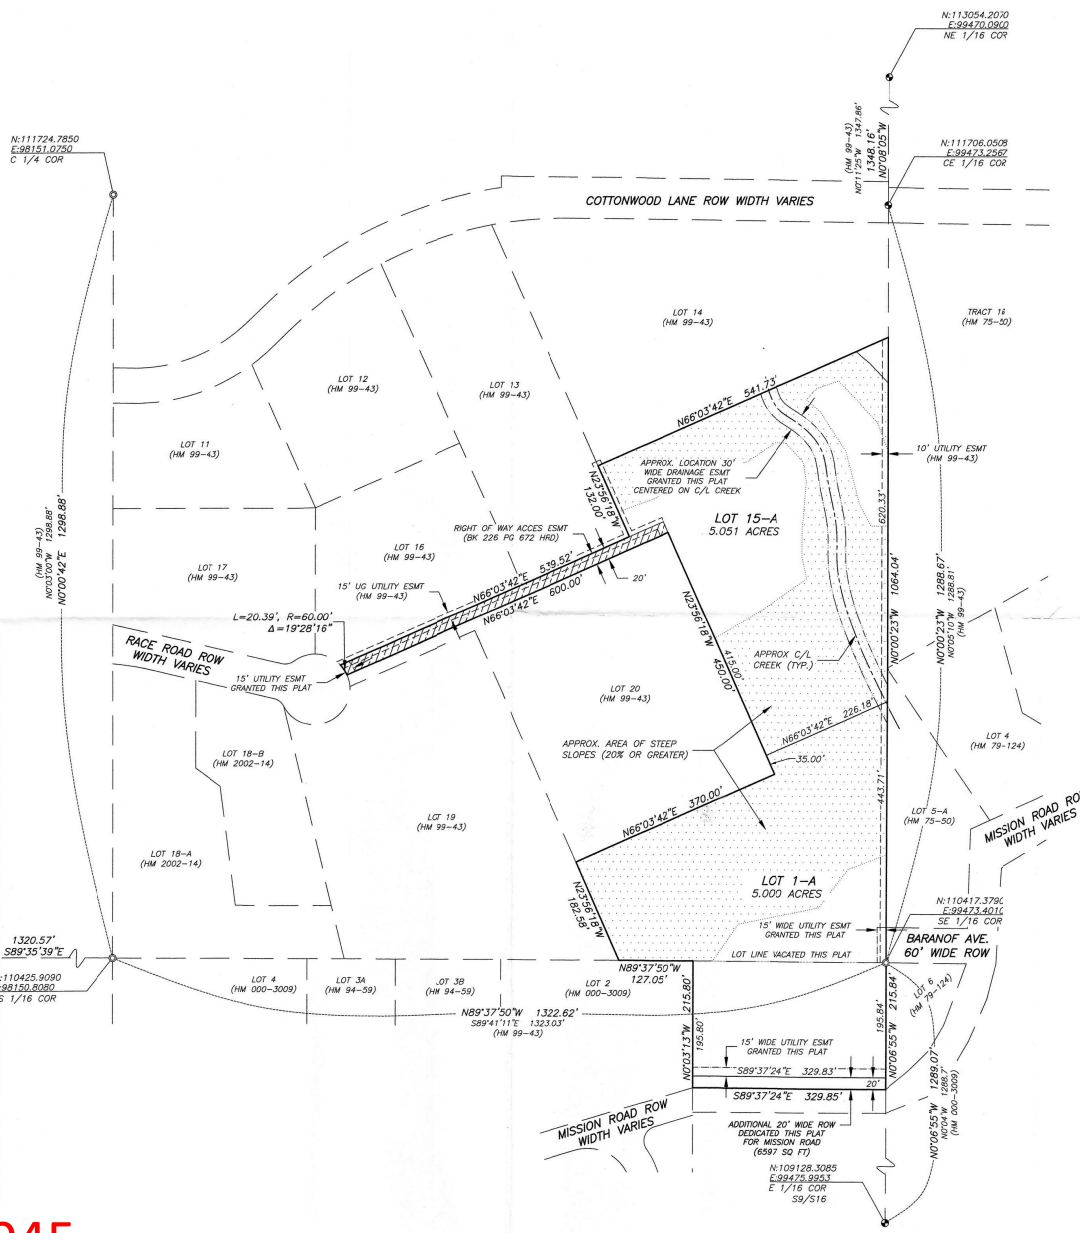 N:113054.2070
E:99470.0900
NE 1/16 COR
(HM 99-43)
N0°11'25"W 1347.86'
1348.16'
N0°08'05"W
N:111724.7850
E:98151.0750
C 1/4 COR
N:111706.0508
E:99473.2567
CE 1/16 COR
COTTONWOOD LANE ROW WIDTH VARIES
LOT 14
(HM 99-43)
TRACT 16
(HM 75-50)
LOT 12
(HM 99-43)
LOT 13
(HM 99-43)
N66°03'42"E 541.73'
LOT 11
(HM 99-43)
10' UTILITY ESMT
(HM 99-43)
APPROX. LOCATION 30'
WIDE DRAINAGE ESMT
GRANTED THIS PLAT
CENTERED ON C/L CREEK
N23°56'18"W
132.00'
620.33'
LOT 15-A
5.051 ACRES
RIGHT OF WAY ACCES ESMT
(BK 226 PG 672 HRD)
(HM 99-43)
N0°03'00"W 1298.88'
N0°00'42"E 1298.88'
LOT 16
(HM 99-43)
LOT 17
(HM 99-43)
N66°03'42"E 539.52'
N66°03'42"E 600.00'
20'
15' UG UTILITY ESMT
(HM 99-43)
N0°00'23"W 1064.04'
N0°00'23"W 1288.67'
N0°05'10"W 1288.81'
(HM 99-43)
L=20.39', R=60.00'
Δ=19°28'16"
RACE ROAD ROW
WIDTH VARIES
15' UTILITY ESMT
GRANTED THIS PLAT
N23°56'18"W
415.00'
450.00'
APPROX C/L
CREEK (TYP.)
LOT 20
(HM 99-43)
N66°03'42"E 226.18'
LOT 4
(HM 79-124)
LOT 18-B
(HM 2002-14)
APPROX. AREA OF STEEP
SLOPES (20% OR GREATER)
35.00'
443.71'
N66°03'42"E 370.00'
LOT 5-A
(HM 75-50)
MISSION ROAD RO
WIDTH VARIES
LOT 19
(HM 99-43)
LOT 18-A
(HM 2002-14)
LOT 1-A
5.000 ACRES
N23°56'18"W
182.58'
N:110417.3790
E:99473.4010
SE 1/16 COR
15' WIDE UTILITY ESMT
GRANTED THIS PLAT
LOT LINE VACATED THIS PLAT
BARANOF AVE.
60' WIDE ROW
1320.57'
S89°35'39"E
:110425.9090
98150.8080
S 1/16 COR
LOT 4
(HM 000-3009)
LOT 3A
(HM 94-59)
LOT 3B
(HM 94-59)
LOT 2
(HM 000-3009)
N89°37'50"W
127.05'
LOT 6
(HM 79-124)
N89°37'50"W 1322.62'
S89°41'11"E 1323.03'
(HM 99-43)
N0°03'13"W 215.80'
195.80'
195.84'
N0°06'55"W 215.84'
15' WIDE UTILITY ESMT
GRANTED THIS PLAT
S89°37'24"E 329.83'
20'
S89°37'24"E 329.85'
N0°06'55"W 1289.07'
N0°04'W 1288.7'
(HM 000-3009)
MISSION ROAD ROW
WIDTH VARIES
ADDITIONAL 20' WIDE ROW
DEDICATED THIS PLAT
FOR MISSION ROAD
(6597 SQ FT)
N:109128.3085
E:99475.9953
E 1/16 COR
S9/S16